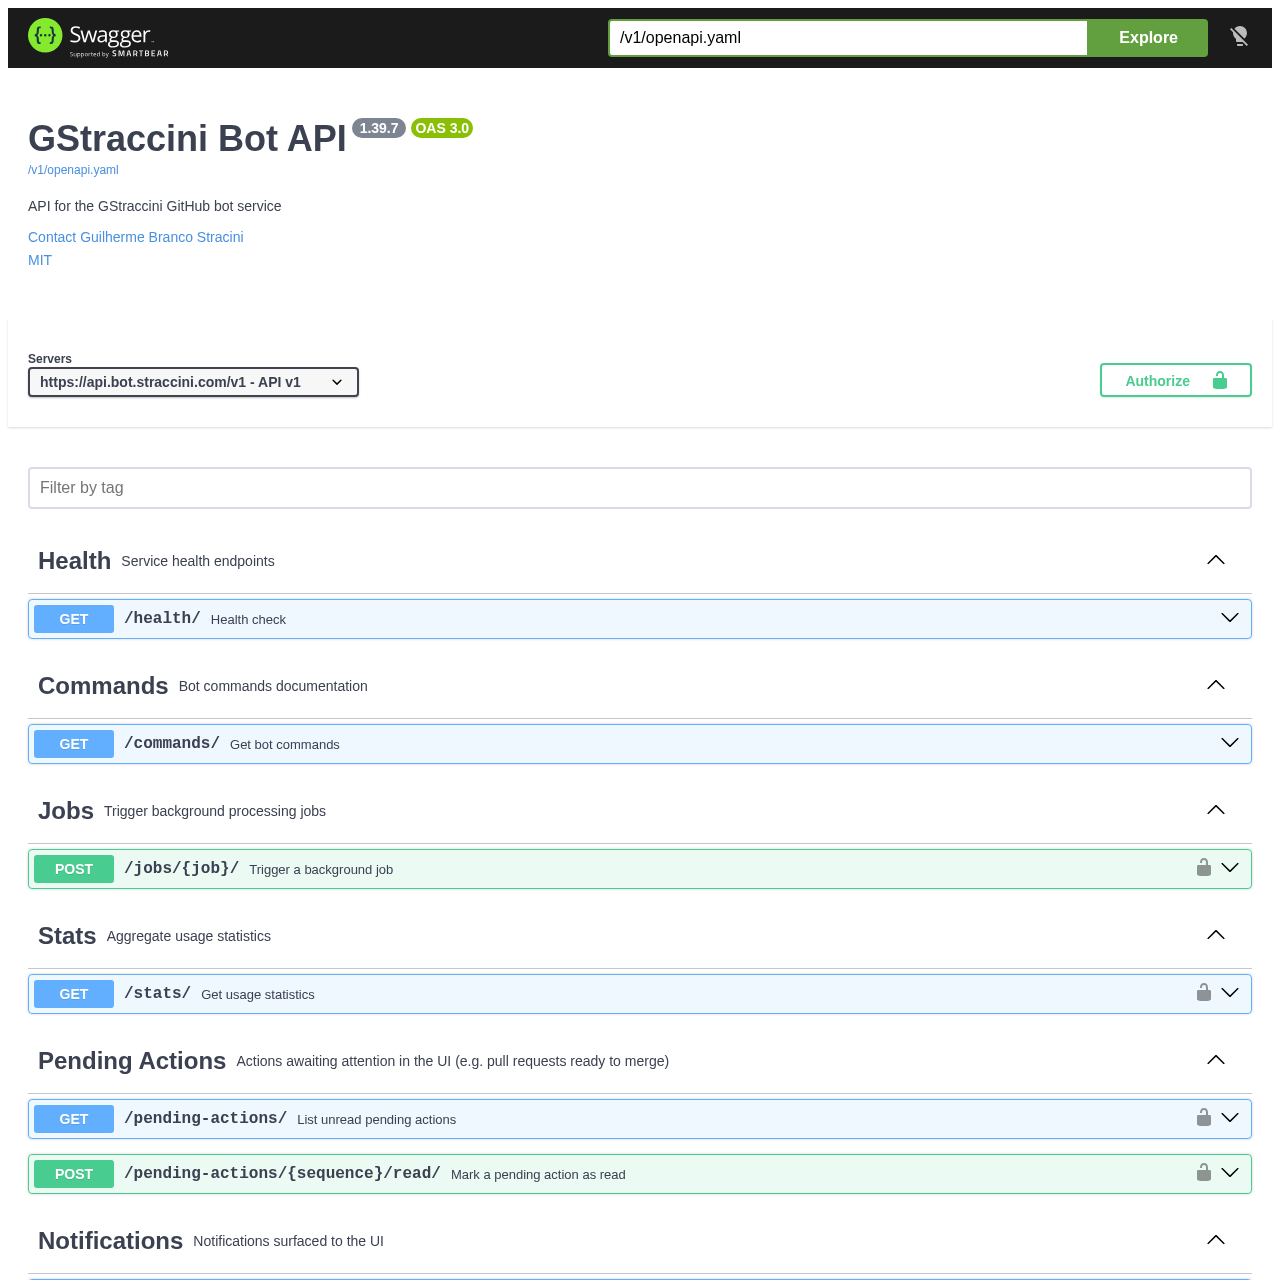 Swagger
Supported by SMARTBEAR
/v1/openapi.yaml
Explore
GStraccini Bot API 1.39.7 OAS 3.0
/v1/openapi.yaml
API for the GStraccini GitHub bot service
Contact Guilherme Branco Stracini
MIT
Servers
https://api.bot.straccini.com/v1 - API v1
Authorize
Filter by tag
Health Service health endpoints
GET /health/ Health check
Commands Bot commands documentation
GET /commands/ Get bot commands
Jobs Trigger background processing jobs
POST /jobs/{job}/ Trigger a background job
Stats Aggregate usage statistics
GET /stats/ Get usage statistics
Pending Actions Actions awaiting attention in the UI (e.g. pull requests ready to merge)
GET /pending-actions/ List unread pending actions
POST /pending-actions/{sequence}/read/ Mark a pending action as read
Notifications Notifications surfaced to the UI